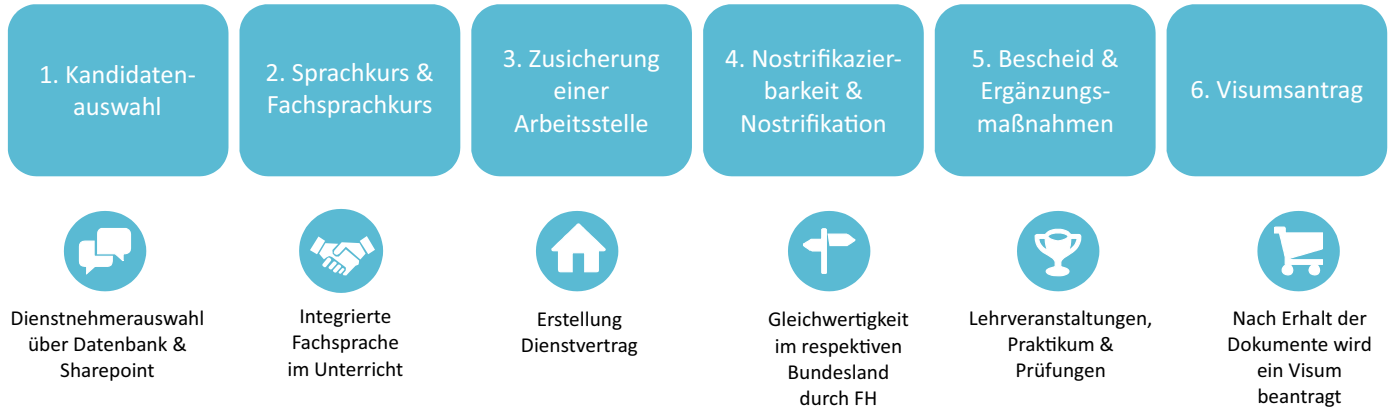 1. Kandidaten-
auswahl
2. Sprachkurs &
Fachsprachkurs
3. Zusicherung
einer
Arbeitsstelle
4. Nostrifikazier-
barkeit &
Nostrifikation
5. Bescheid &
Ergänzungs-
maßnahmen
6. Visumsantrag
Dienstnehmerauswahl
über Datenbank &
Sharepoint
Integrierte
Fachsprache
im Unterricht
Erstellung
Dienstvertrag
Gleichwertigkeit
im respektiven
Bundesland
durch FH
Lehrveranstaltungen,
Praktikum &
Prüfungen
Nach Erhalt der
Dokumente wird
ein Visum
beantragt